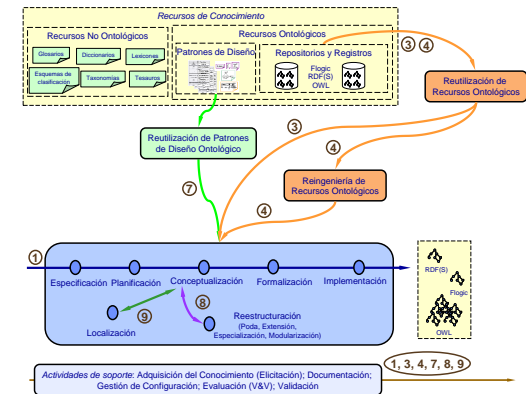 Recursos de Conocimiento
Recursos No Ontológicos
Recursos Ontológicos
Glosarios
Diccionarios
Lexicones
Esquemas de
clasificación
Taxonomías
Tesauros
Patrones de Diseño
Repositorios y Registros
Flogic
RDF(S)
OWL
3 4
Reutilización de
Recursos Ontológicos
Reutilización de Patrones
de Diseño Ontológico
3
4
Reingeniería de
Recursos Ontológicos
7
4
1
Especificación
Planificación
Conceptualización
Formalización
Implementación
9
8
Localización
Reestructuración
(Poda, Extensión,
Especialización, Modularización)
RDF(S)
Flogic
OWL
Actividades de soporte: Adquisición del Conocimiento (Elicitación); Documentación;
Gestión de Configuración; Evaluación (V&V); Validación
1, 3, 4, 7, 8, 9